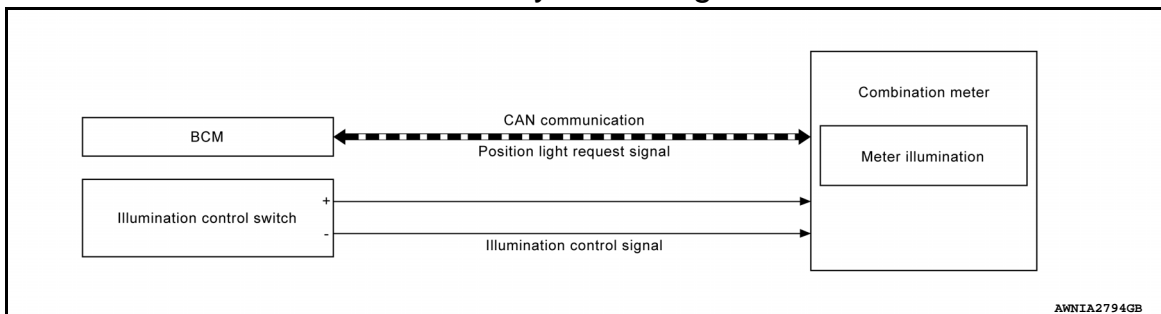 BCM
CAN communication
Position light request signal
Combination meter
Meter illumination
Illumination control switch
+
-
Illumination control signal
AWNIA2794GB